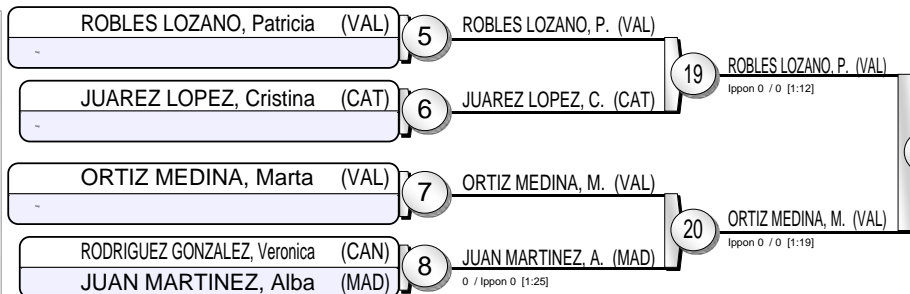 ROBLES LOZANO, Patricia (VAL)
5
ROBLES LOZANO, P. (VAL)
19
ROBLES LOZANO, P. (VAL)
Ippon 0 / 0 [1:12]
JUAREZ LOPEZ, Cristina (CAT)
6
JUAREZ LOPEZ, C. (CAT)
ORTIZ MEDINA, Marta (VAL)
7
ORTIZ MEDINA, M. (VAL)
20
ORTIZ MEDINA, M. (VAL)
Ippon 0 / 0 [1:19]
RODRIGUEZ GONZALEZ, Veronica (CAN)
JUAN MARTINEZ, Alba (MAD)
8
JUAN MARTINEZ, A. (MAD)
0 / Ippon 0 [1:25]